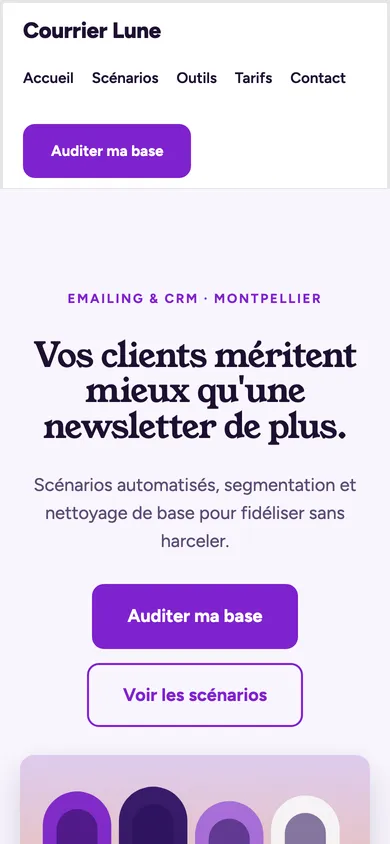 Courrier Lune
Accueil Scénarios Outils Tarifs Contact
Auditer ma base
EMAILING & CRM · MONTPELLIER
Vos clients méritent
mieux qu'une
newsletter de plus.
Scénarios automatisés, segmentation et
nettoyage de base pour fidéliser sans
harceler.
Auditer ma base
Voir les scénarios